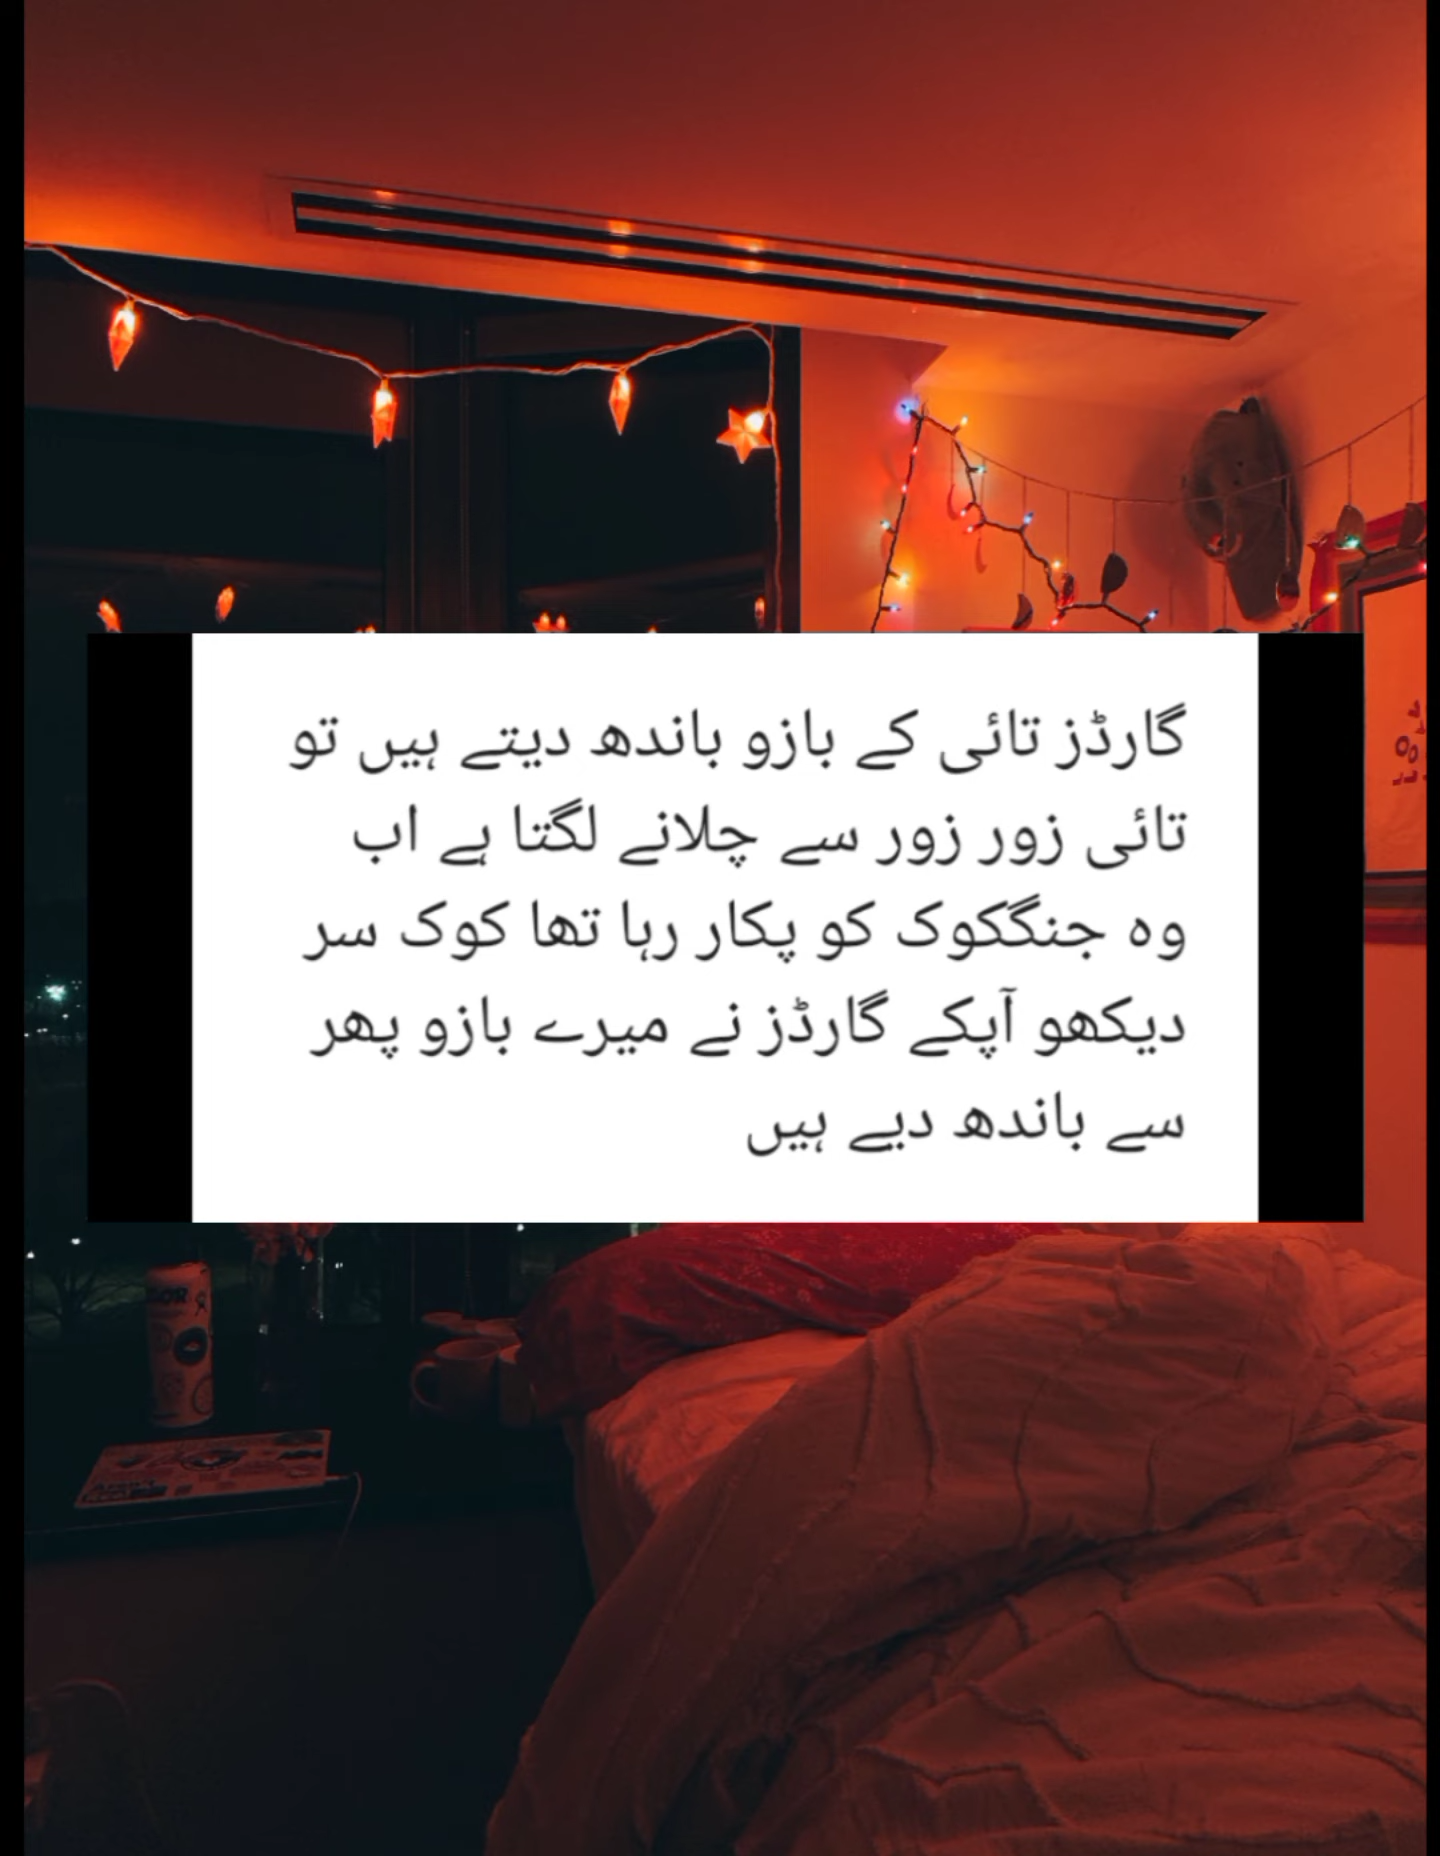 گارڈز تائی کے بازو باندھ دیتے ہیں تو
تائی زور زور سے چلانے لگتا ہے اب
وہ جنگکوک کو پکار رہا تھا کوک سر
دیکھو آپکے گارڈز نے میرے بازو پھر
سے باندھ دیے ہیں